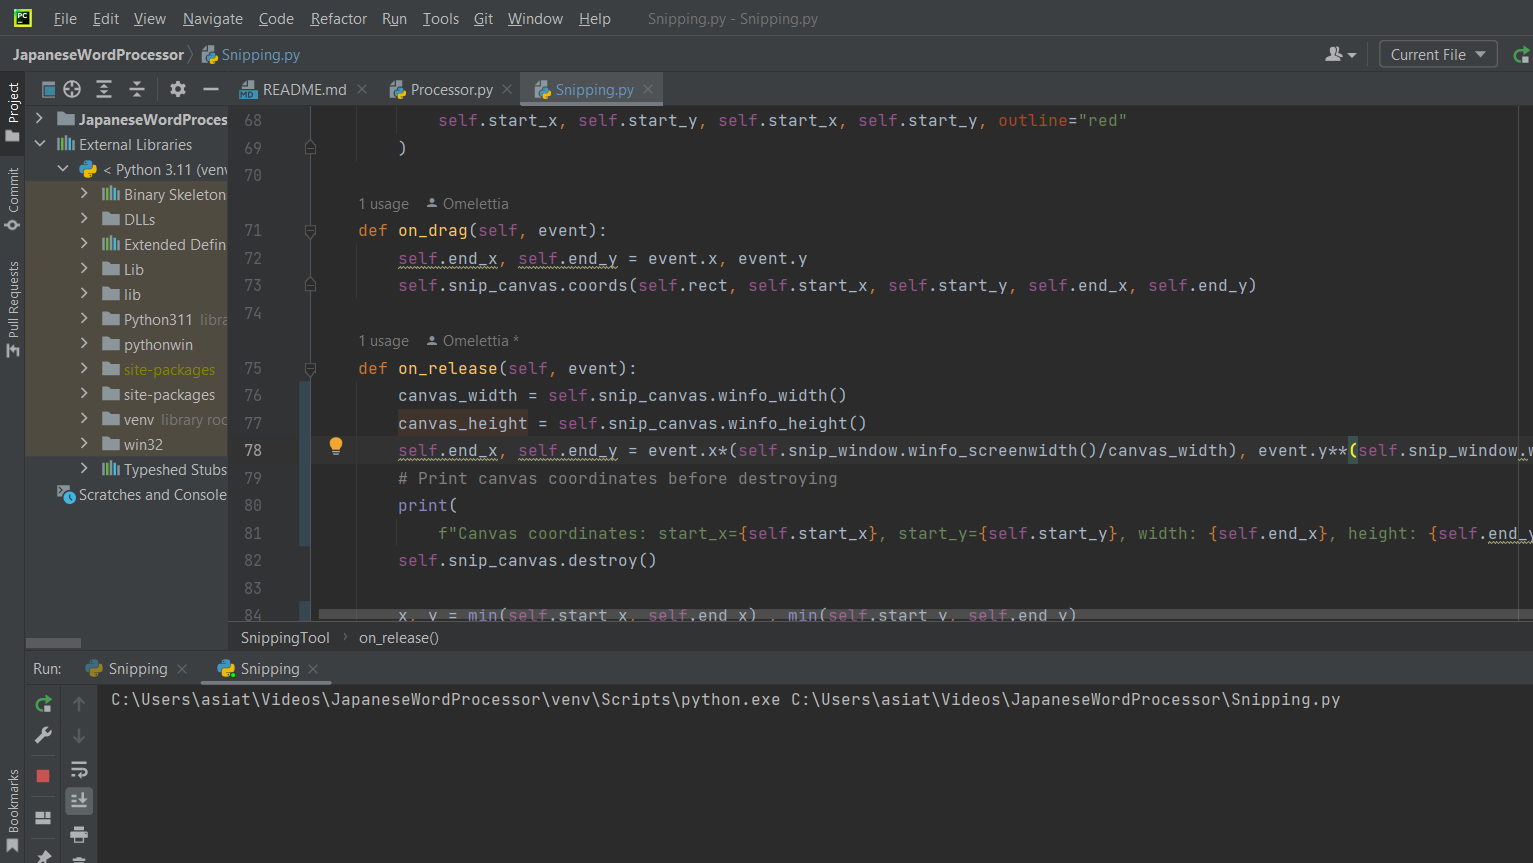 PC
File Edit View Navigate Code Refactor Run Tools Git Window Help Snipping.py - Snipping.py
JapaneseWordProcessor Snipping.py
Current File
README.md Processor.py Snipping.py
Project
Commit
Pull Requests
Bookmarks
JapaneseWordProces
External Libraries
< Python 3.11 (venv
Binary Skeleton
DLLs
Extended Defin
Lib
lib
Python311 libra
pythonwin
site-packages
site-packages
venv library roo
win32
Typeshed Stubs
Scratches and Console
68 self.start_x, self.start_y, self.start_x, self.start_y, outline="red"
69 )
70
1 usage Omelettia
71 def on_drag(self, event):
72 self.end_x, self.end_y = event.x, event.y
73 self.snip_canvas.coords(self.rect, self.start_x, self.start_y, self.end_x, self.end_y)
74
1 usage Omelettia *
75 def on_release(self, event):
76 canvas_width = self.snip_canvas.winfo_width()
77 canvas_height = self.snip_canvas.winfo_height()
78 self.end_x, self.end_y = event.x*(self.snip_window.winfo_screenwidth()/canvas_width), event.y**(self.snip_window.w
79 # Print canvas coordinates before destroying
80 print(
81 f"Canvas coordinates: start_x={self.start_x}, start_y={self.start_y}, width: {self.end_x}, height: {self.end_y
82 self.snip_canvas.destroy()
83
84 x, y = min(self.start_x, self.end_x) , min(self.start_y, self.end_y)
SnippingTool on_release()
Run: Snipping Snipping
C:\Users\asiat\Videos\JapaneseWordProcessor\venv\Scripts\python.exe C:\Users\asiat\Videos\JapaneseWordProcessor\Snipping.py